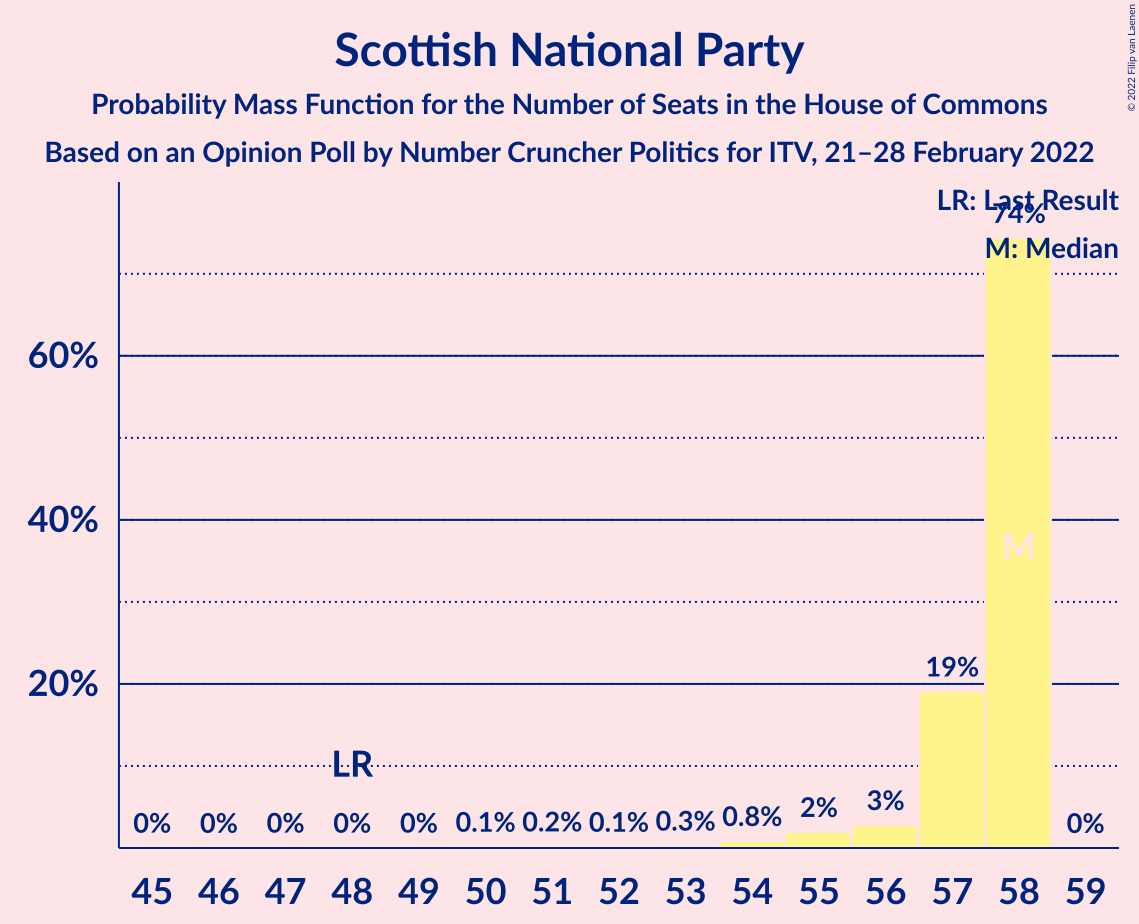 Scottish National Party
Probability Mass Function for the Number of Seats in the House of Commons
Based on an Opinion Poll by Number Cruncher Politics for ITV, 21–28 February 2022
© 2022 Filip van Laenen
LR: Last Result
M: Median
60%
40%
20%
LR
M
0% 0% 0% 0% 0% 0.1% 0.2% 0.1% 0.3% 0.8% 2% 3% 19% 74% 0%
45 46 47 48 49 50 51 52 53 54 55 56 57 58 59